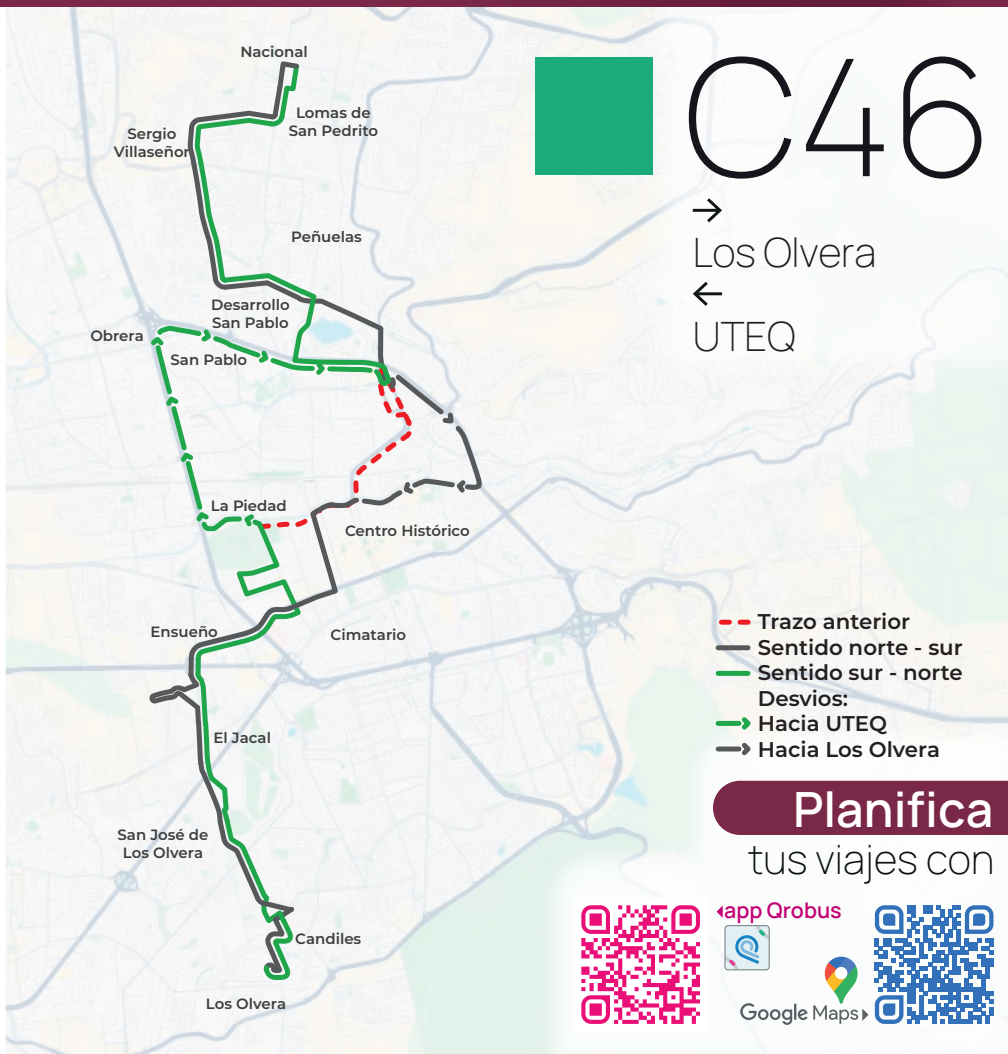 C46
→
Los Olvera
←
UTEQ
Nacional
Lomas de
San Pedrito
Sergio
Villaseñor
Peñuelas
Desarrollo
San Pablo
Obrera
San Pablo
La Piedad
Centro Histórico
Ensueño
Cimatario
El Jacal
San José de
Los Olvera
Candiles
Los Olvera
Trazo anterior
Sentido norte - sur
Sentido sur - norte
Desvios:
Hacia UTEQ
Hacia Los Olvera
Planifica
tus viajes con
app Qrobus
Google Maps